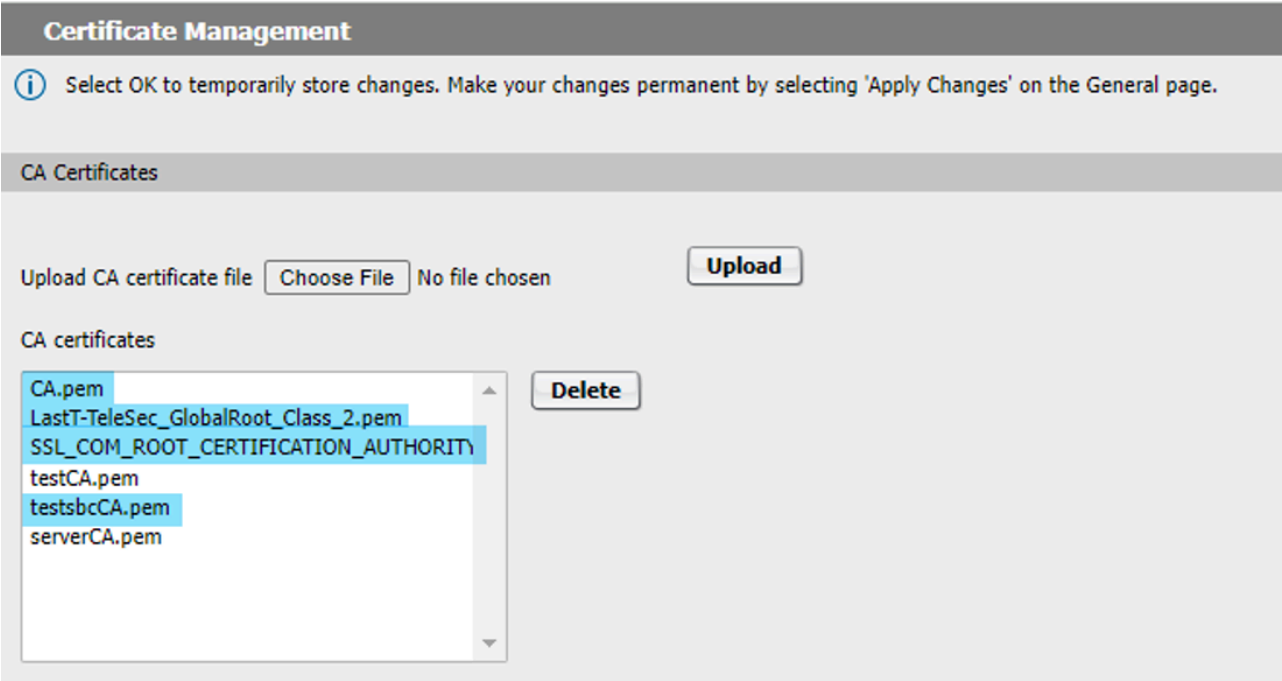 Certificate Management
Select OK to temporarily store changes. Make your changes permanent by selecting 'Apply Changes' on the General page.
CA Certificates
Upload CA certificate file Choose File No file chosen Upload
CA certificates
CA.pem
Delete
LastT-TeleSec_GlobalRoot_Class_2.pem
SSL_COM_ROOT_CERTIFICATION_AUTHORITY
testCA.pem
testsbcCA.pem
serverCA.pem